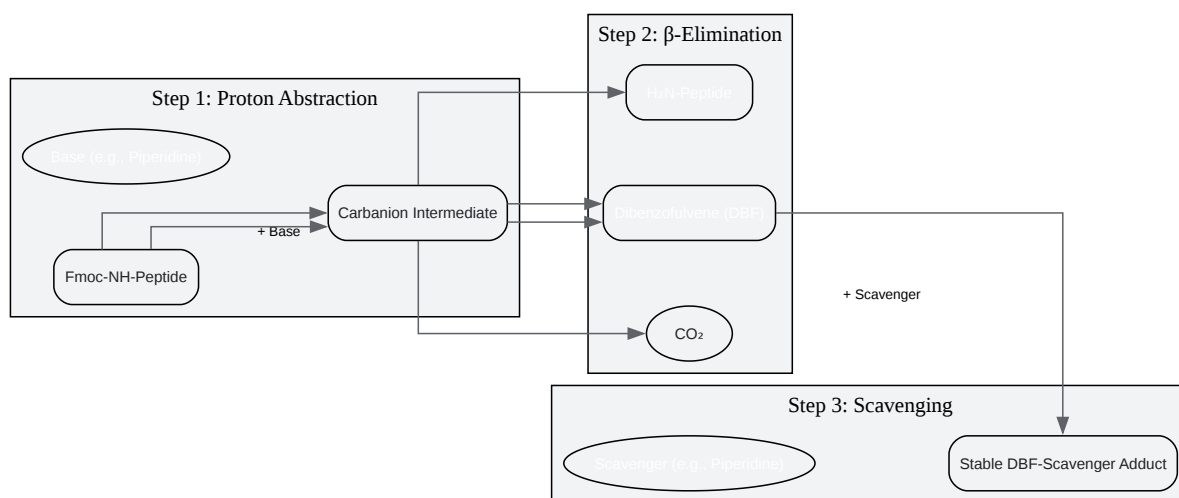 Step 1: Proton Abstraction
Base (e.g., Piperidine)
Carbanion Intermediate
+ Base
Fmoc-NH-Peptide
Step 2: β-Elimination
H₂N-Peptide
Dibenzofulvene (DBF)
CO₂
+ Scavenger
Step 3: Scavenging
Scavenger (e.g., Piperidine)
Stable DBF-Scavenger Adduct